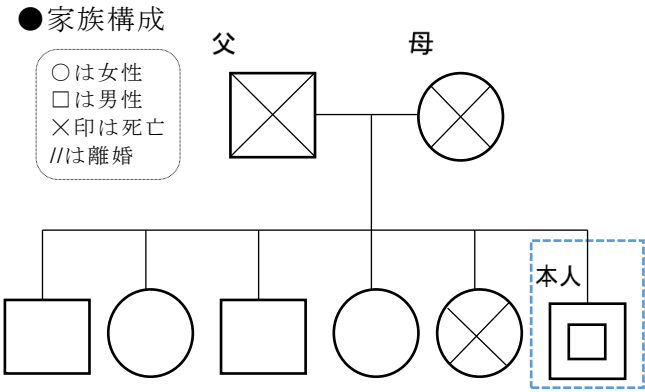 ●家族構成
父
母
○は女性
□は男性
×印は死亡
//は離婚
本人